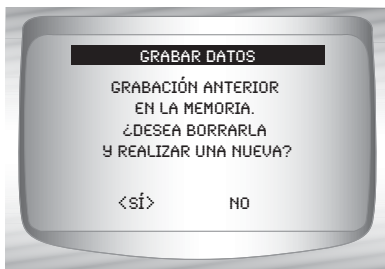 GRABAR DATOS
GRABACIÓN ANTERIOR
EN LA MEMORIA.
¿DESEA BORRARLA
Y REALIZAR UNA NUEVA?
<SÍ> NO